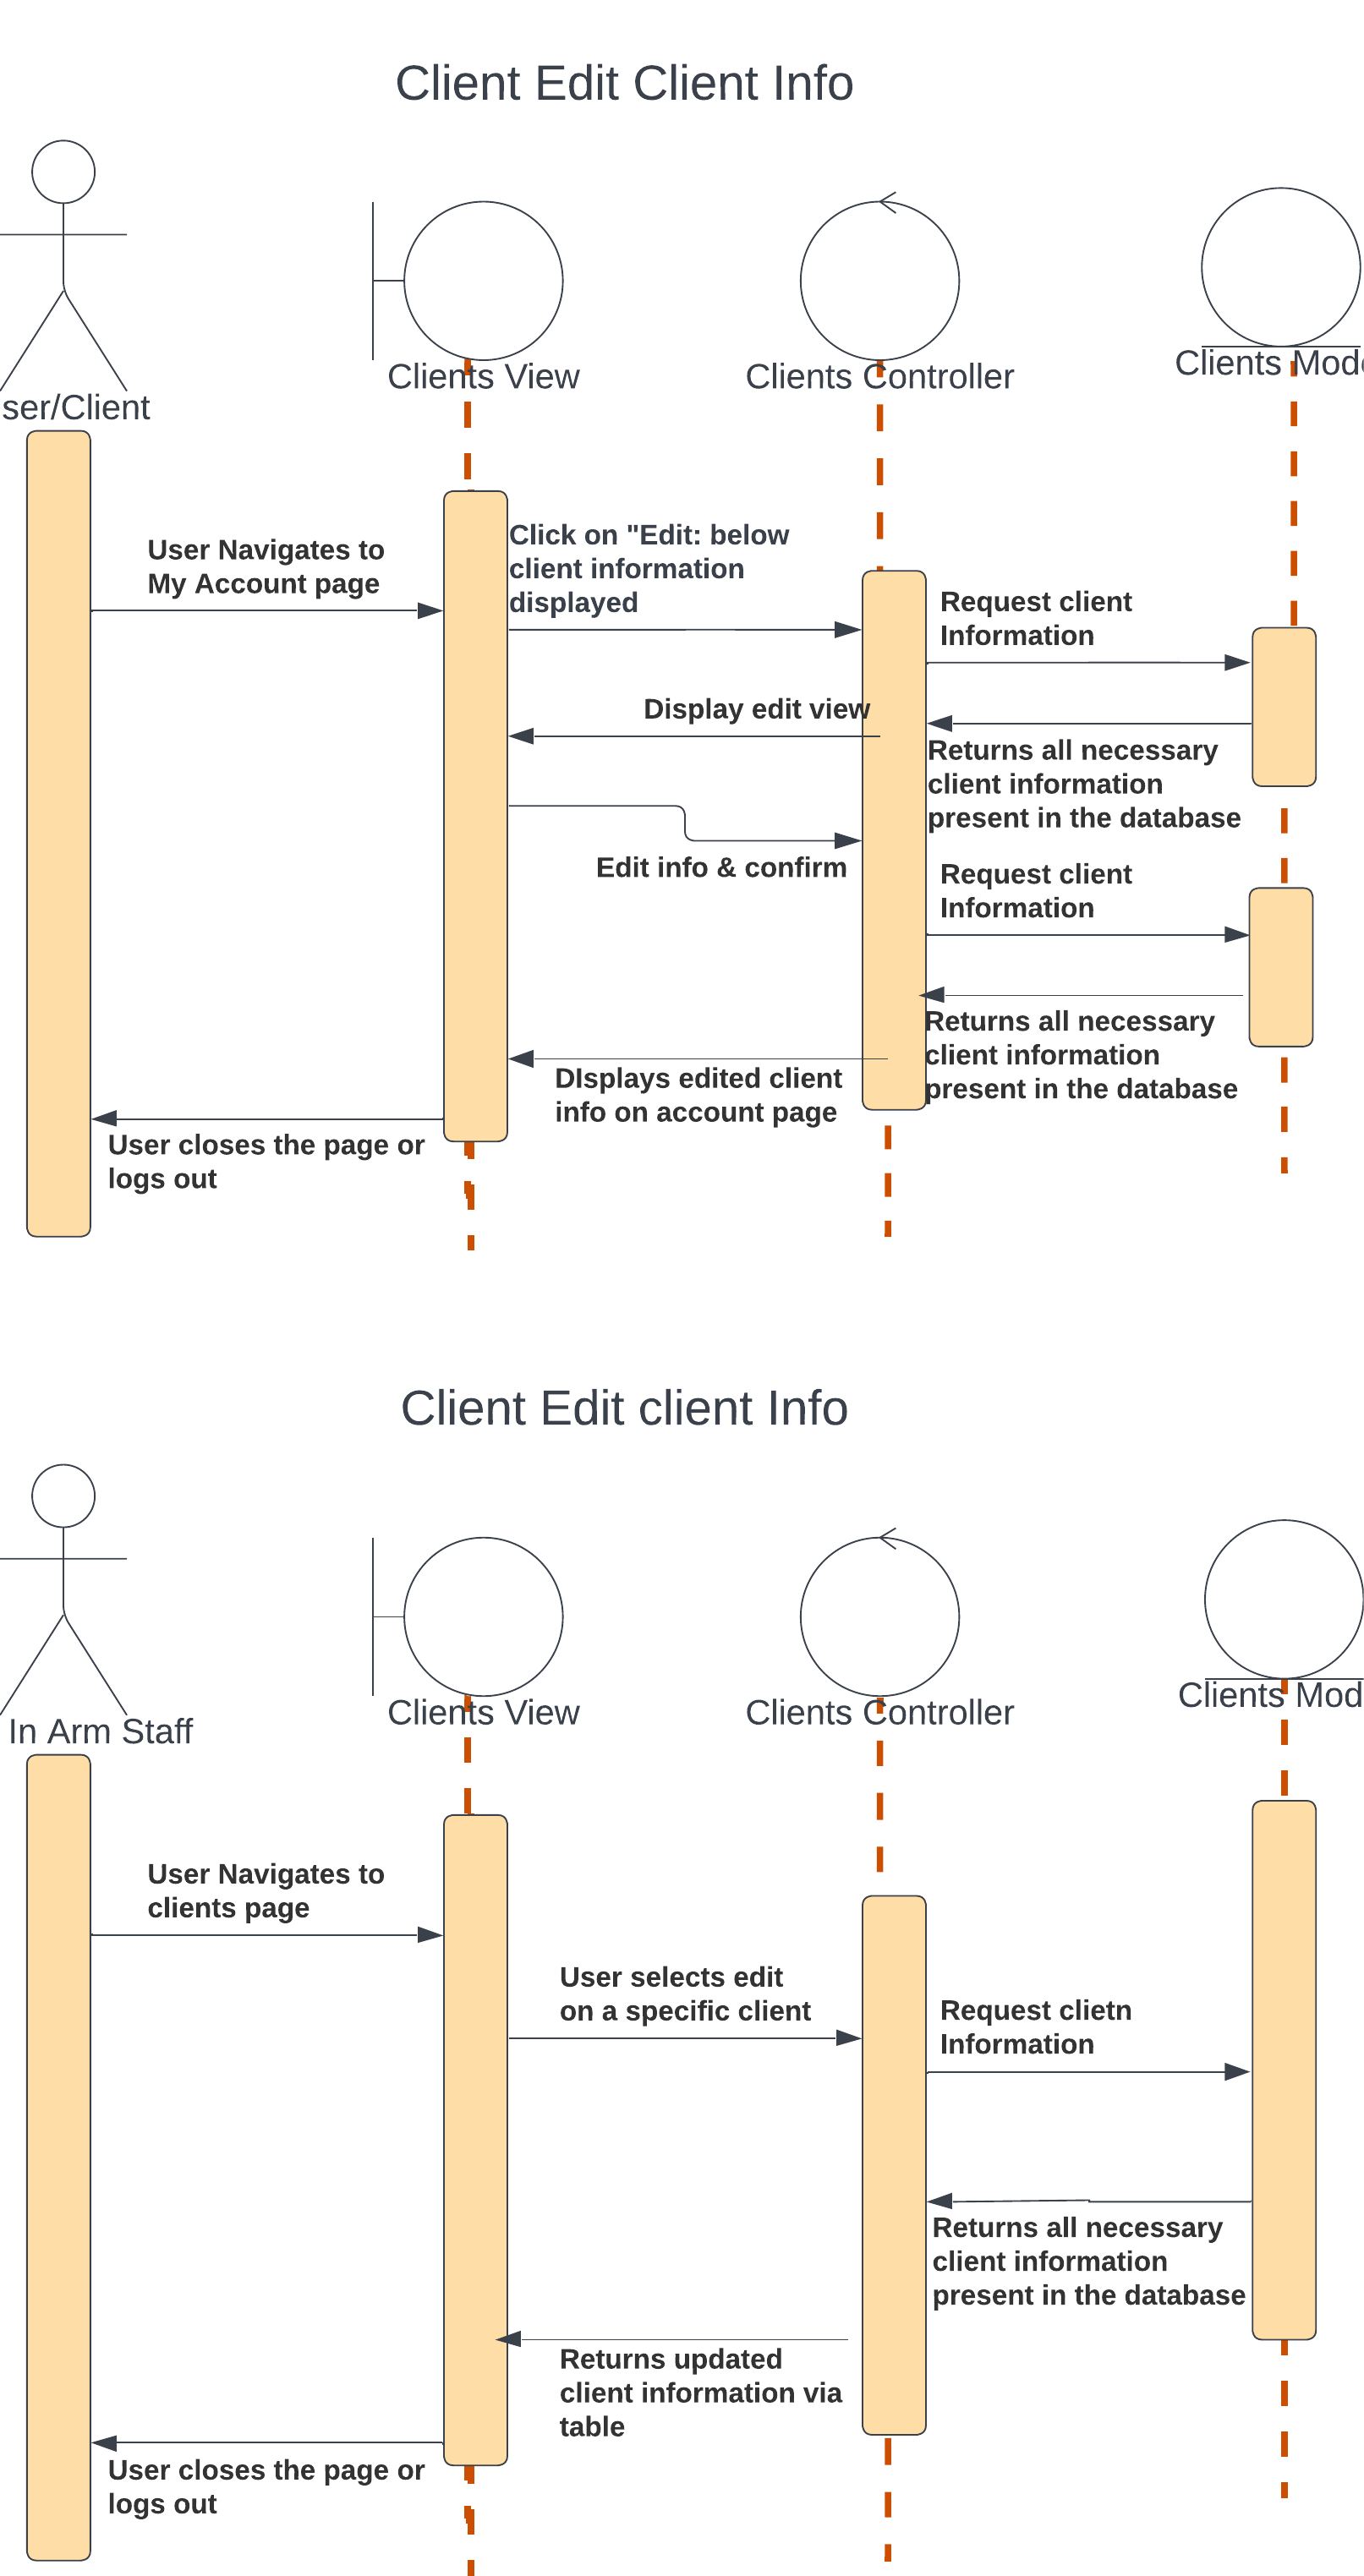 Client Edit Client Info
ser/Client
Clients View
Clients Controller
Clients Mode
User Navigates to
My Account page
Click on "Edit: below
client information
displayed
Request client
Information
Display edit view
Returns all necessary
client information
present in the database
Edit info & confirm
Request client
Information
Returns all necessary
client information
present in the database
DIsplays edited client
info on account page
User closes the page or
logs out
Client Edit client Info
In Arm Staff
Clients View
Clients Controller
Clients Mod
User Navigates to
clients page
User selects edit
on a specific client
Request clietn
Information
Returns all necessary
client information
present in the database
Returns updated
client information via
table
User closes the page or
logs out